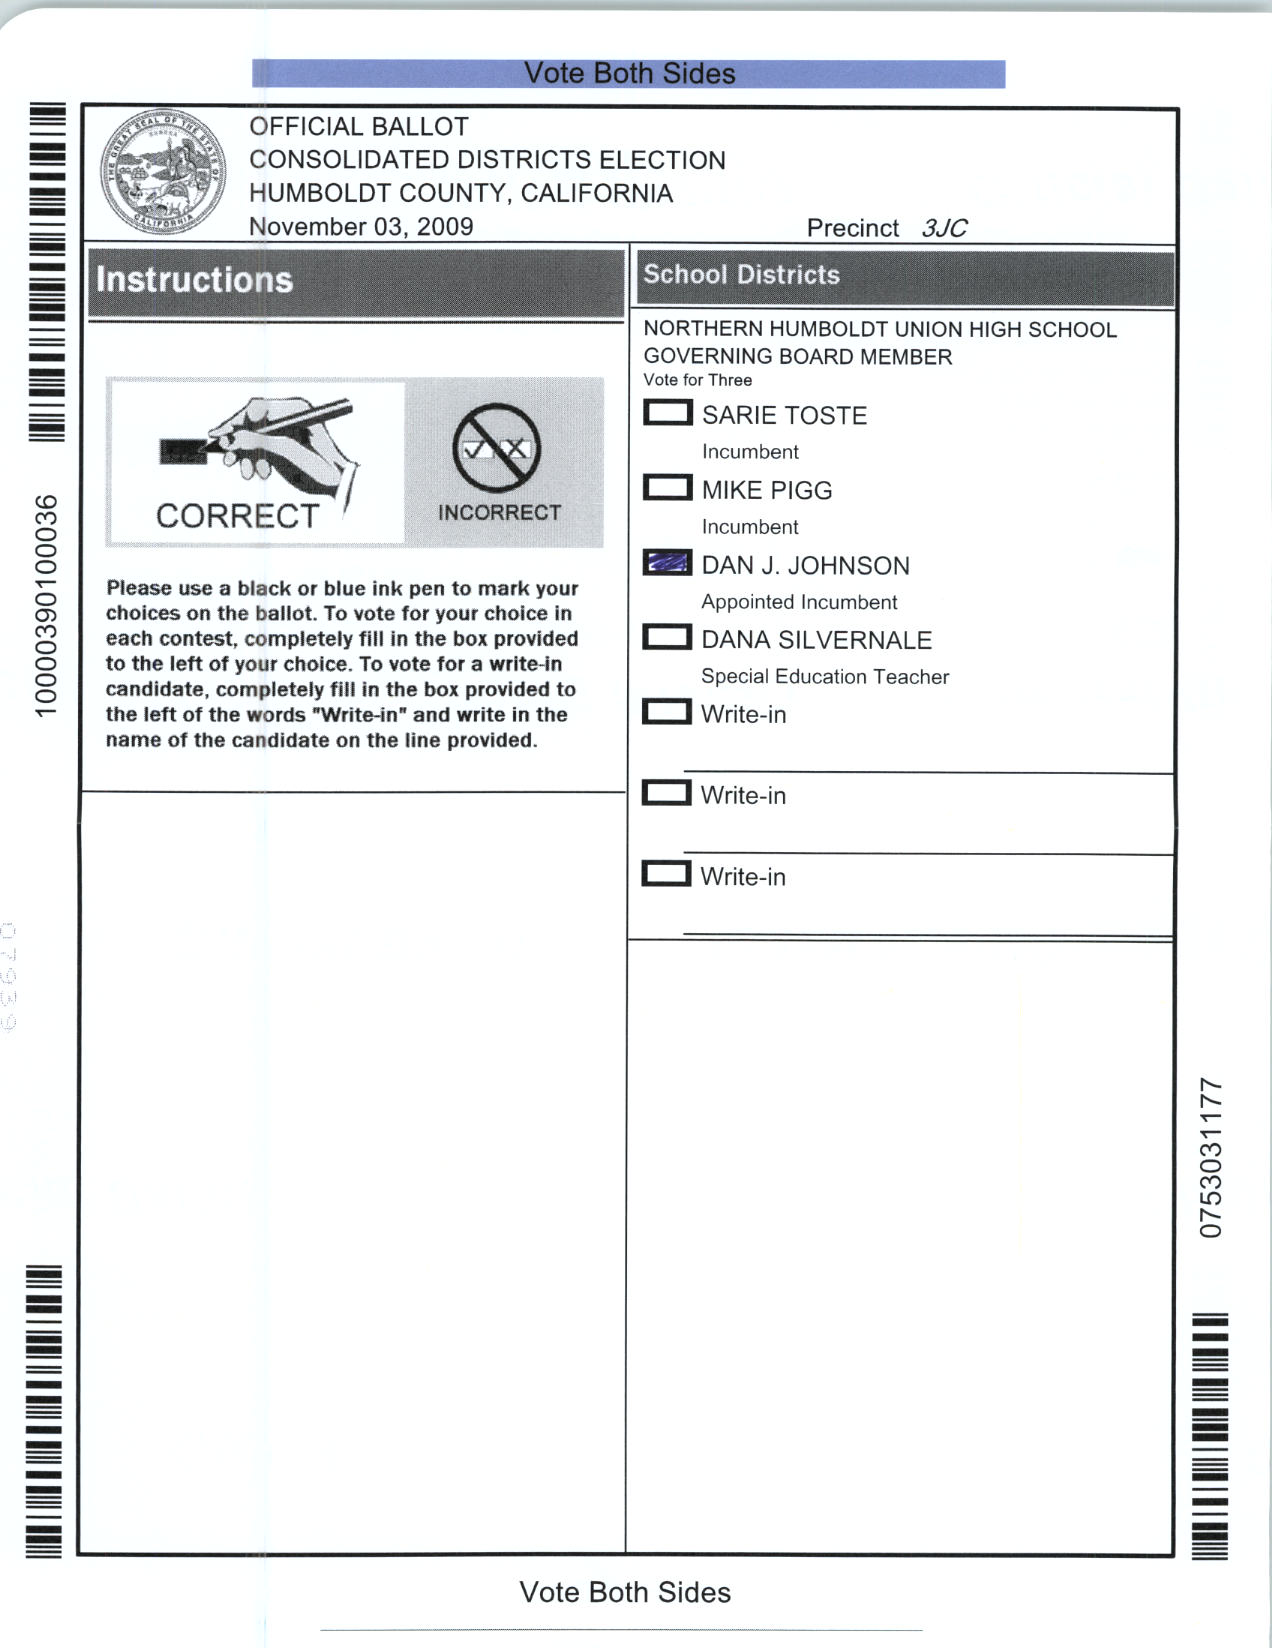 Vote Both Sides
OFFICIAL BALLOT
CONSOLIDATED DISTRICTS ELECTION
HUMBOLDT COUNTY, CALIFORNIA
November 03, 2009
Precinct 3JC
THE GREAT SEAL OF THE STATE OF CALIFORNIA
EUREKA
Instructions
CORRECT
INCORRECT
Please use a black or blue ink pen to mark your
choices on the ballot. To vote for your choice in
each contest, completely fill in the box provided
to the left of your choice. To vote for a write-in
candidate, completely fill in the box provided to
the left of the words "Write-in" and write in the
name of the candidate on the line provided.
School Districts
NORTHERN HUMBOLDT UNION HIGH SCHOOL
GOVERNING BOARD MEMBER
Vote for Three
SARIE TOSTE
Incumbent
MIKE PIGG
Incumbent
DAN J. JOHNSON
Appointed Incumbent
DANA SILVERNALE
Special Education Teacher
Write-in
Write-in
Write-in
10000390100036
0753031177
Vote Both Sides